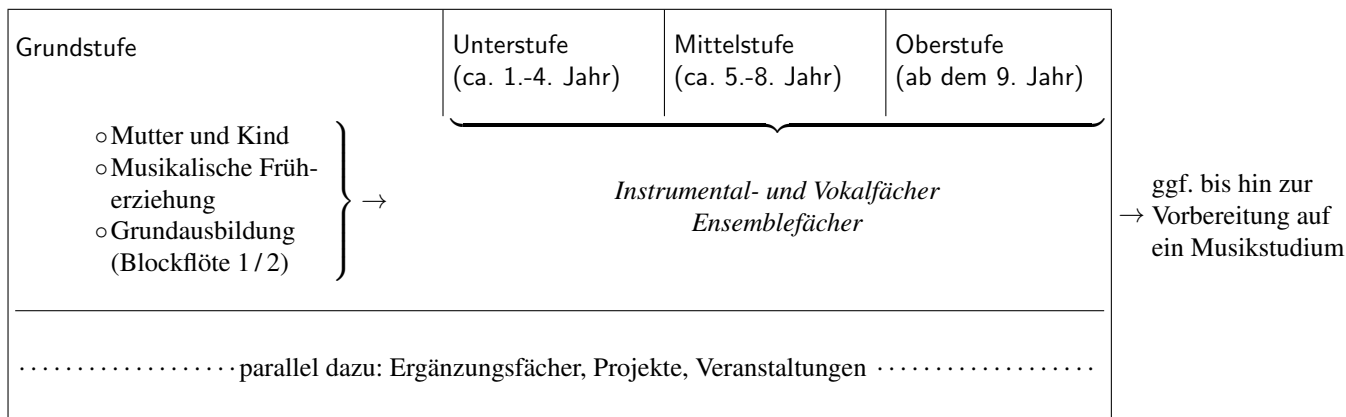 Grundstufe
Unterstufe
(ca. 1.-4. Jahr)
Mittelstufe
(ca. 5.-8. Jahr)
Oberstufe
(ab dem 9. Jahr)
○ Mutter und Kind
○ Musikalische Früh-
erziehung
○ Grundausbildung
(Blockflöte 1 / 2)
→
Instrumental- und Vokalfächer
Ensemblefächer
ggf. bis hin zur
→ Vorbereitung auf
ein Musikstudium
· · · · · · · · · · · · · · · · · · · parallel dazu: Ergänzungsfächer, Projekte, Veranstaltungen · · · · · · · · · · · · · · · · · · ·